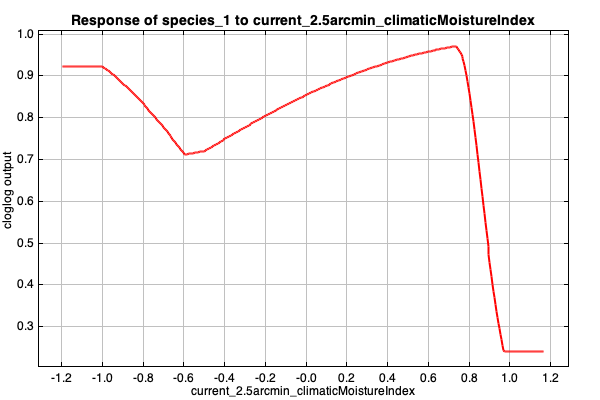 Response of species_1 to current_2.5arcmin_climaticMoistureIndex
1.0
0.9
0.8
0.7
0.6
0.5
0.4
0.3
cloglog output
-1.2 -1.0 -0.8 -0.6 -0.4 -0.2 -0.0 0.2 0.4 0.6 0.8 1.0 1.2
current_2.5arcmin_climaticMoistureIndex